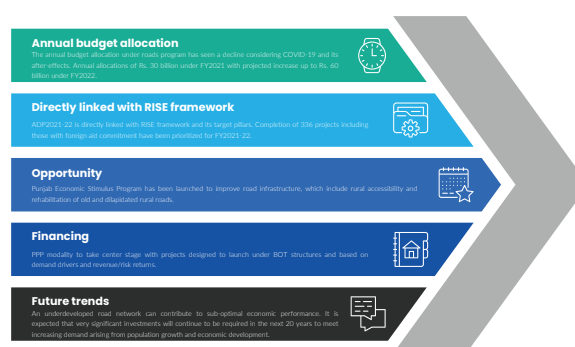 Annual budget allocation
The annual budget allocation under roads program has seen a decline considering COVID-19 and its
after-effects. Annual allocations of Rs. 30 billion under FY2021 with projected increase up to Rs. 60
billion under FY2022.
Directly linked with RISE framework
ADP2021-22 is directly linked with RISE framework and its target pillars. Completion of 336 projects including
those with foreign aid commitment have been prioritized for FY2021-22.
Opportunity
Punjab Economic Stimulus Program has been launched to improve road infrastructure, which include rural accessibility and
rehabilitation of old and dilapidated rural roads.
Financing
PPP modality to take center stage with projects designed to launch under BOT structures and based on
demand drivers and revenue/risk returns.
Future trends
An underdeveloped road network can contribute to sub-optimal economic performance. It is
expected that very significant investments will continue to be required in the next 20 years to meet
increasing demand arising from population growth and economic development.